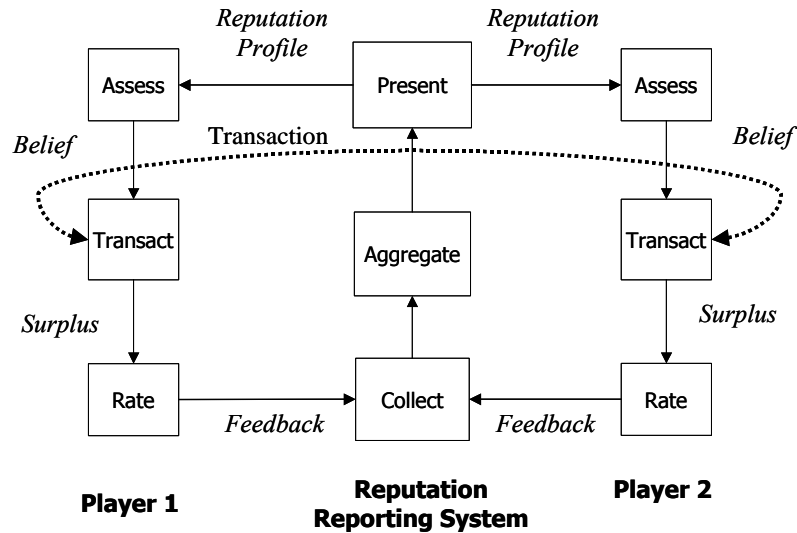 Reputation
Profile
Reputation
Profile
Assess
Present
Assess
Belief
Transaction
Belief
Transact
Aggregate
Transact
Surplus
Surplus
Rate
Collect
Rate
Feedback
Feedback
Player 1
Reputation
Reporting System
Player 2